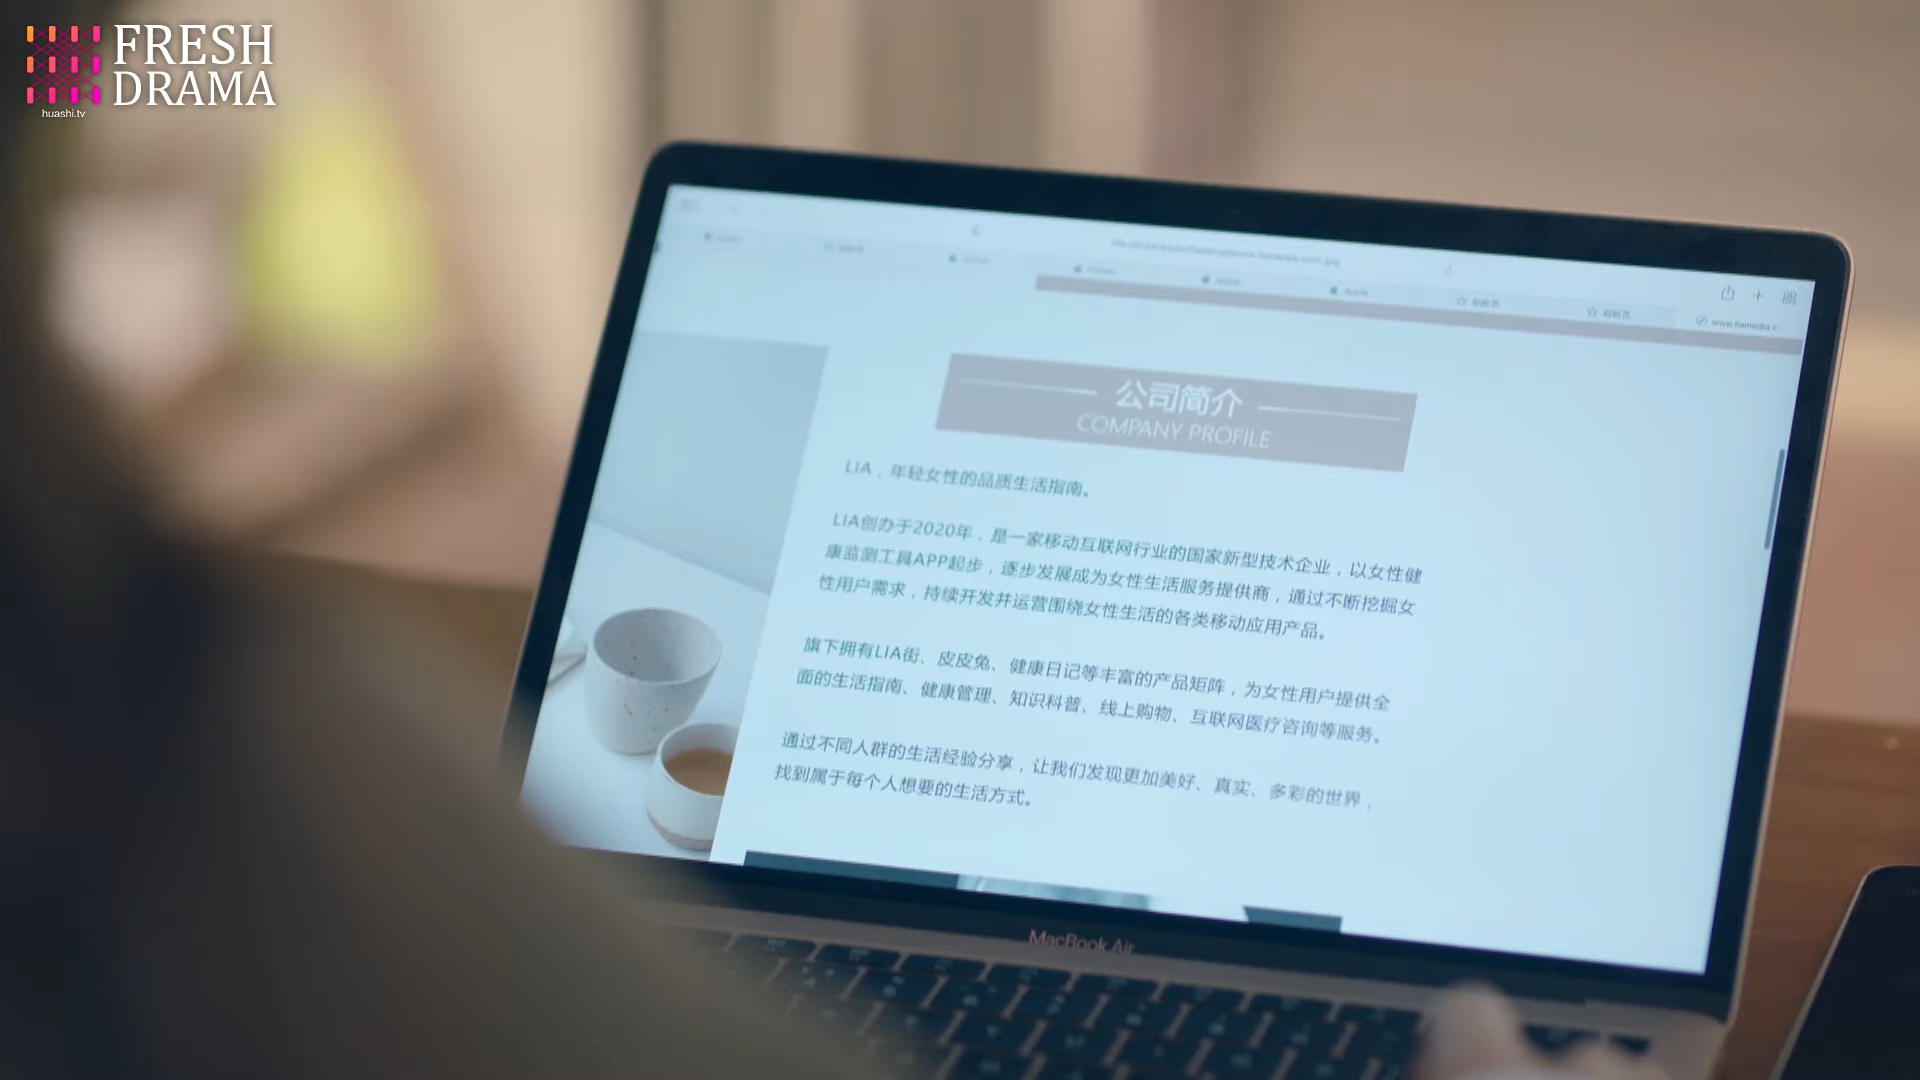 FRESH
DRAMA
huashi.tv
www.liamedia.c...
公司简介
COMPANY PROFILE
LIA，年轻女性的品质生活指南。
LIA创办于2020年，是一家移动互联网行业的国家新型技术企业，以女性健
康监测工具APP起步，逐步发展成为女性生活服务提供商，通过不断挖掘女
性用户需求，持续开发并运营围绕女性生活的各类移动应用产品。
旗下拥有LIA街、皮皮兔、健康日记等丰富的产品矩阵，为女性用户提供全
面的生活指南、健康管理、知识科普、线上购物、互联网医疗咨询等服务。
通过不同人群的生活经验分享，让我们发现更加美好、真实、多彩的世界，
找到属于每个人想要的生活方式。
MacBook Air